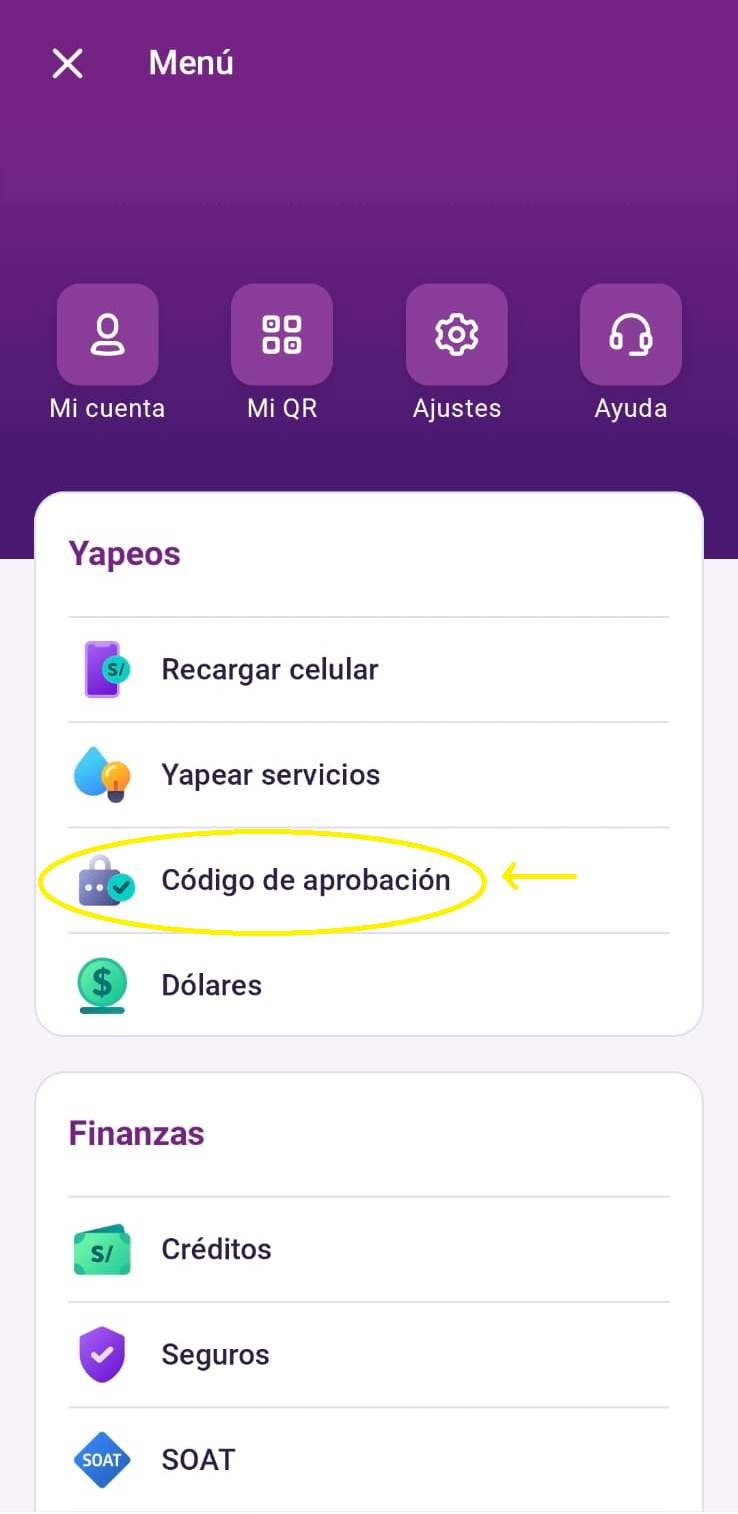 Menú
Mi cuenta
Mi QR
Ajustes
Ayuda
Yapeos
S/
Recargar celular
Yapear servicios
Código de aprobación
$
Dólares
Finanzas
S/
Créditos
Seguros
SOAT
SOAT